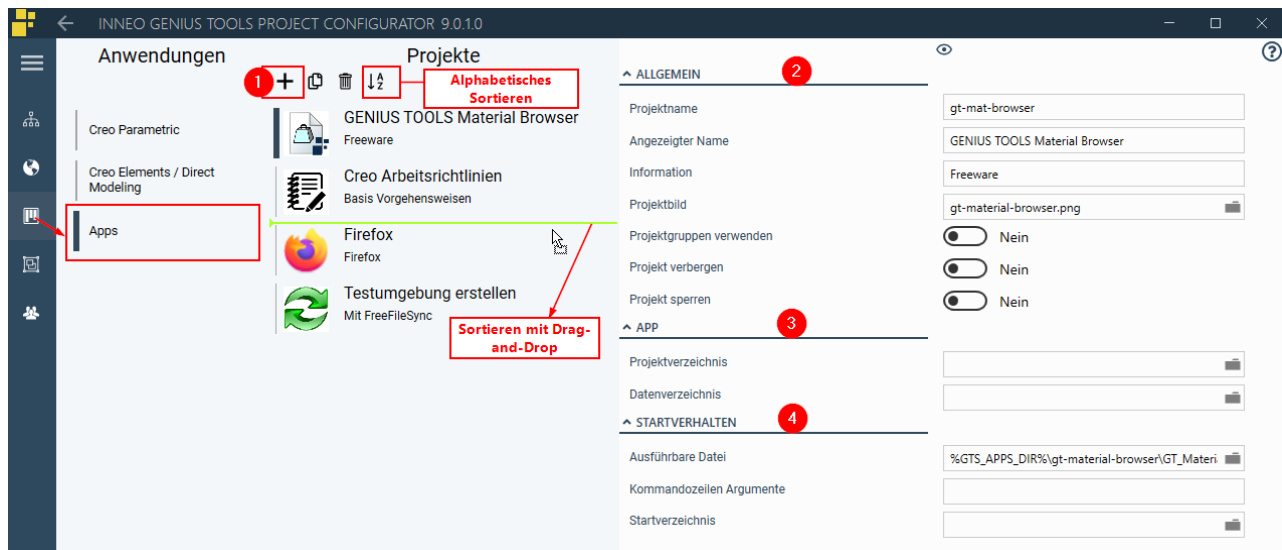 INNEO GENIUS TOOLS PROJECT CONFIGURATOR 9.0.1.0
Anwendungen
Creo Parametric
Creo Elements / Direct
Modeling
Apps
Projekte
1
Alphabetisches
Sortieren
GENIUS TOOLS Material Browser
Freeware
Creo Arbeitsrichtlinien
Basis Vorgehensweisen
Firefox
Firefox
Testumgebung erstellen
Mit FreeFileSync
Sortieren mit Drag-
and-Drop
ALLGEMEIN 2
Projektname gt-mat-browser
Angezeigter Name GENIUS TOOLS Material Browser
Information Freeware
Projektbild gt-material-browser.png
Projektgruppen verwenden Nein
Projekt verbergen Nein
Projekt sperren Nein
APP 3
Projektverzeichnis
Datenverzeichnis
STARTVERHALTEN 4
Ausführbare Datei %GTS_APPS_DIR%\gt-material-browser\GT_Materi
Kommandozeilen Argumente
Startverzeichnis